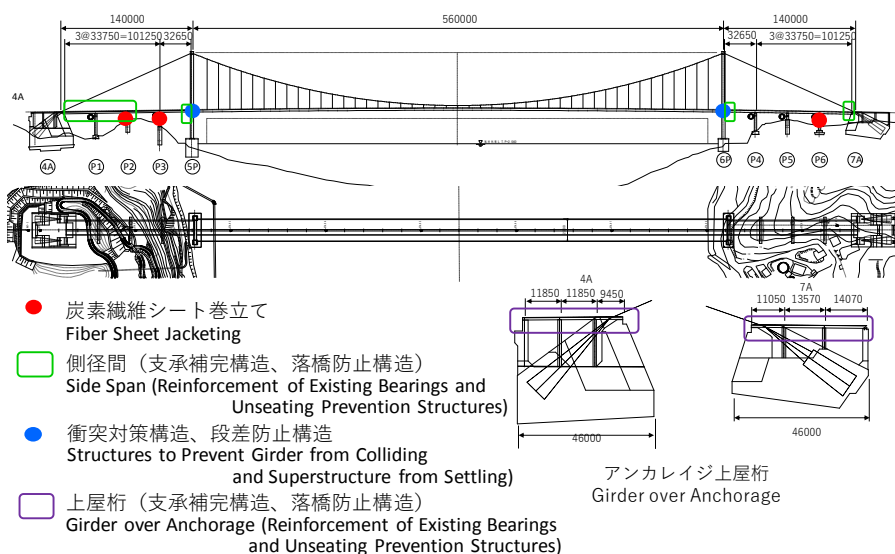 140000
560000
140000
3@33750=101250
32650
32650
3@33750=101250
4A
4A
P1
P2
P3
5P
6P
P4
P5
P6
7A
炭素繊維シート巻立て
Fiber Sheet Jacketing
側径間（支承補完構造、落橋防止構造）
Side Span (Reinforcement of Existing Bearings and
Unseating Prevention Structures)
衝突対策構造、段差防止構造
Structures to Prevent Girder from Colliding
and Superstructure from Settling)
上屋桁（支承補完構造、落橋防止構造）
Girder over Anchorage (Reinforcement of Existing Bearings
and Unseating Prevention Structures)
4A
11850
11850
9450
46000
7A
11050
13570
14070
46000
アンカレイジ上屋桁
Girder over Anchorage